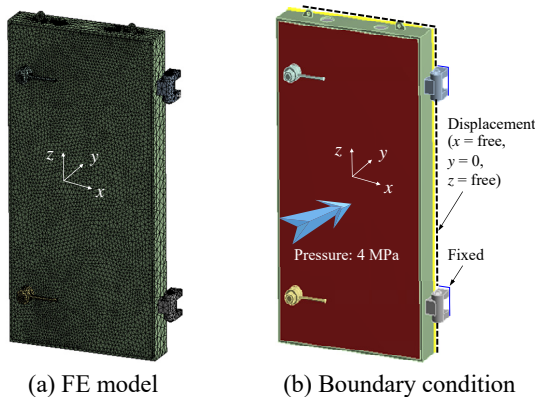 z
y
x
z
y
x
Displacement
(x = free,
y = 0,
z = free)
Pressure: 4 MPa
Fixed
(a) FE model
(b) Boundary condition